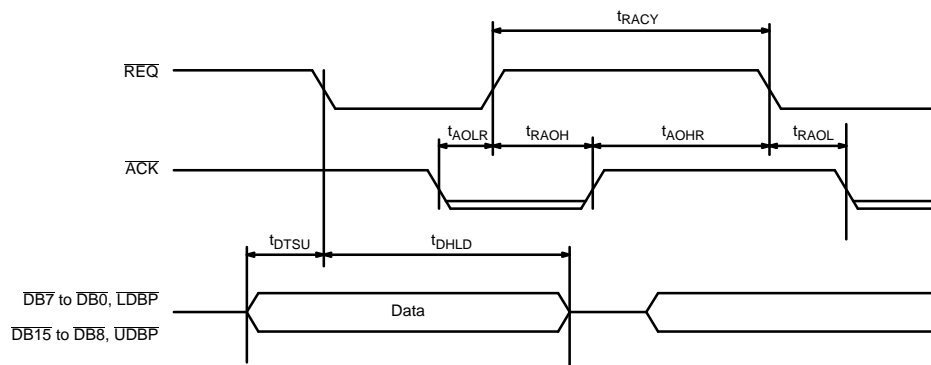 tRACY
REQ
tAOLR tRAOH tAOHR tRAOL
ACK
tDTSU tDHLD
DB7 to DB0, LDBP
Data
DB15 to DB8, UDBP